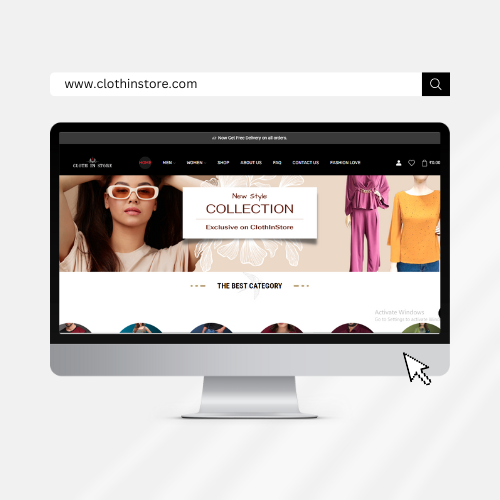 www.clothinstore.com
Now Get Free Delivery on all orders.
CLOTH IN STORE
HOME MEN WOMEN SHOP ABOUT US FAQ CONTACT US FASHION LOVE ₹0.00
New Style
COLLECTION
Exclusive on ClothinStore
THE BEST CATEGORY
Activate Windows
Go to Settings to activate